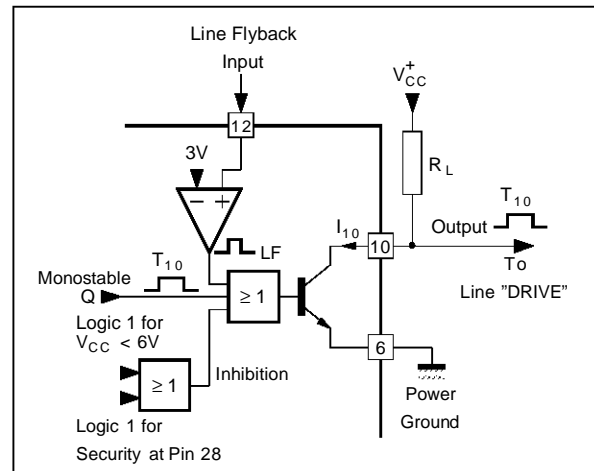 Line Flyback
Input
V+CC
12
3V
− +
RL
T10
I10
Output
10
LF
T10
To
Monostable
Q
≥ 1
Line "DRIVE"
Logic 1 for
VCC < 6V
6
≥ 1
Inhibition
Power
Ground
Logic 1 for
Security at Pin 28